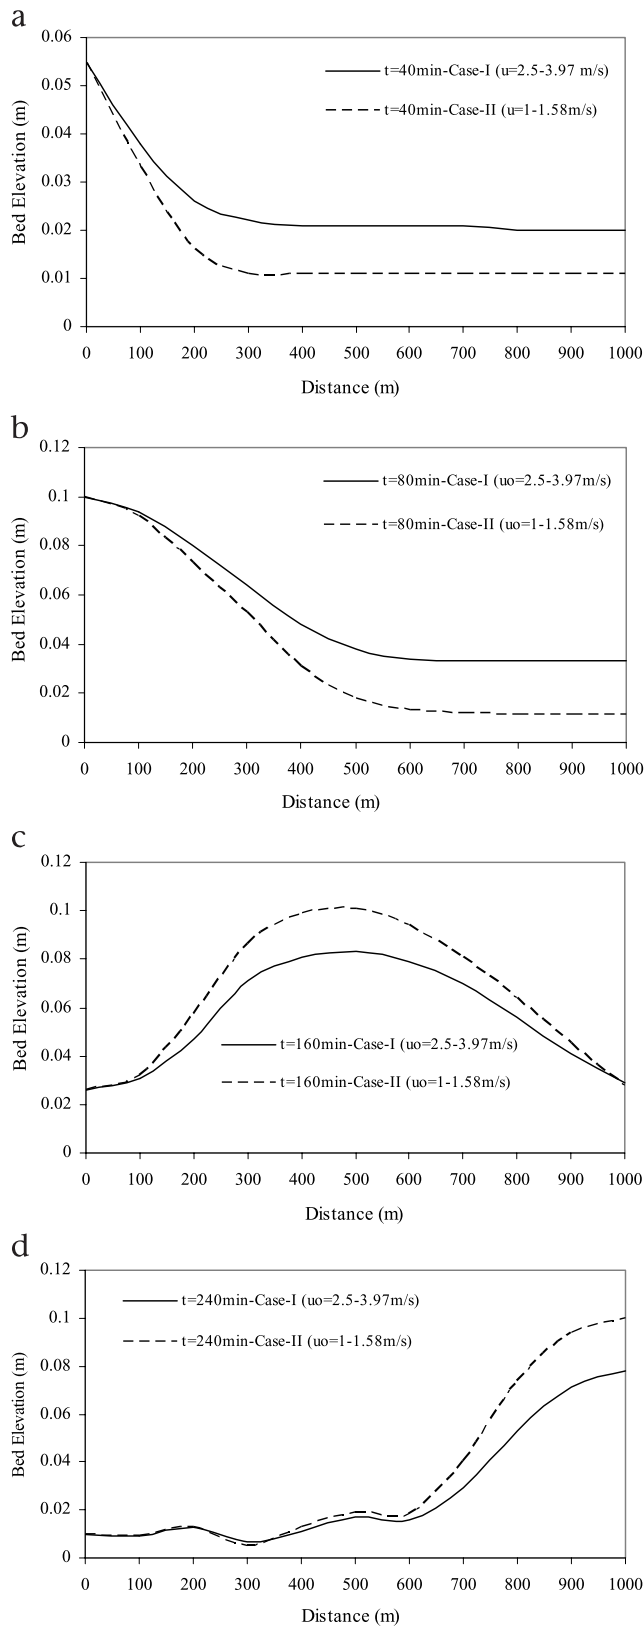 a
0.06
0.05
0.04
0.03
0.02
0.01
0
Bed Elevation (m)
t=40min-Case-I (u=2.5-3.97 m/s)
t=40min-Case-II (u=1-1.58m/s)
0 100 200 300 400 500 600 700 800 900 1000
Distance (m)
b
0.12
0.1
0.08
0.06
0.04
0.02
0
Bed Elevation (m)
t=80min-Case-I (uo=2.5-3.97m/s)
t=80min-Case-II (uo=1-1.58m/s)
0 100 200 300 400 500 600 700 800 900 1000
Distance (m)
c
0.12
0.1
0.08
0.06
0.04
0.02
0
Bed Elevation (m)
t=160min-Case-I (uo=2.5-3.97m/s)
t=160min-Case-II (uo=1-1.58m/s)
0 100 200 300 400 500 600 700 800 900 1000
Distance (m)
d
0.12
0.1
0.08
0.06
0.04
0.02
0
Bed Elevation (m)
t=240min-Case-I (uo=2.5-3.97m/s)
t=240min-Case-II (uo=1-1.58m/s)
0 100 200 300 400 500 600 700 800 900 1000
Distance (m)